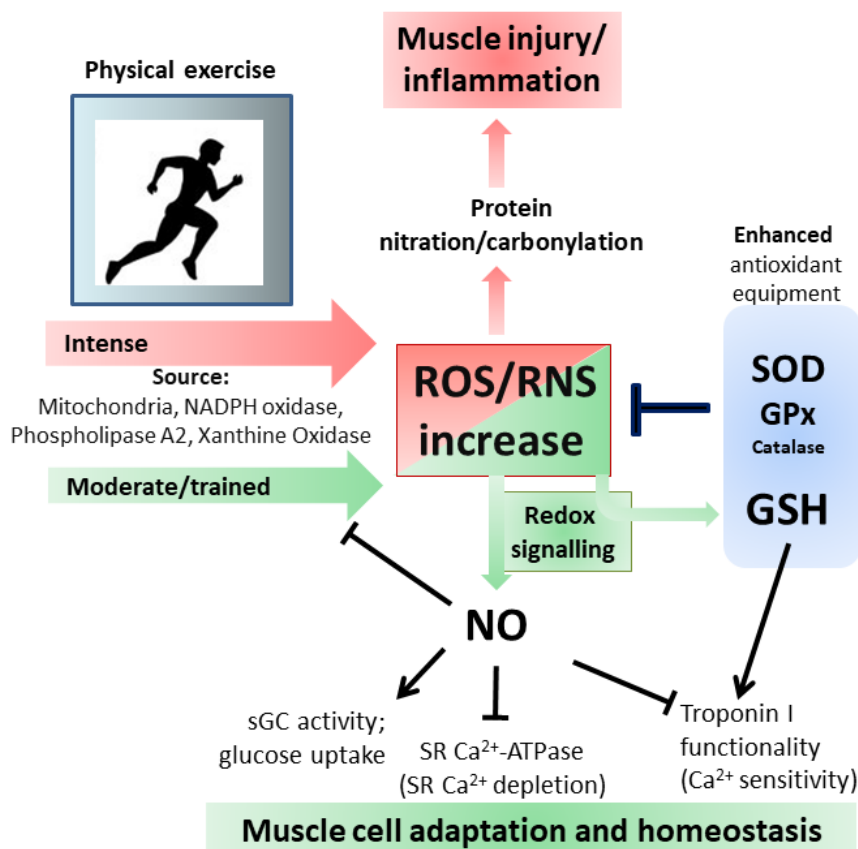 Muscle injury/
inflammation
Physical exercise
Protein
nitration/carbonylation
Enhanced
antioxidant
equipment
Intense
Source:
Mitochondria, NADPH oxidase,
Phospholipase A2, Xanthine Oxidase
Moderate/trained
ROS/RNS
increase
SOD
GPx
Catalase
GSH
Redox
signalling
NO
sGC activity;
glucose uptake
SR Ca²⁺-ATPase
(SR Ca²⁺ depletion)
Troponin I
functionality
(Ca²⁺ sensitivity)
Muscle cell adaptation and homeostasis